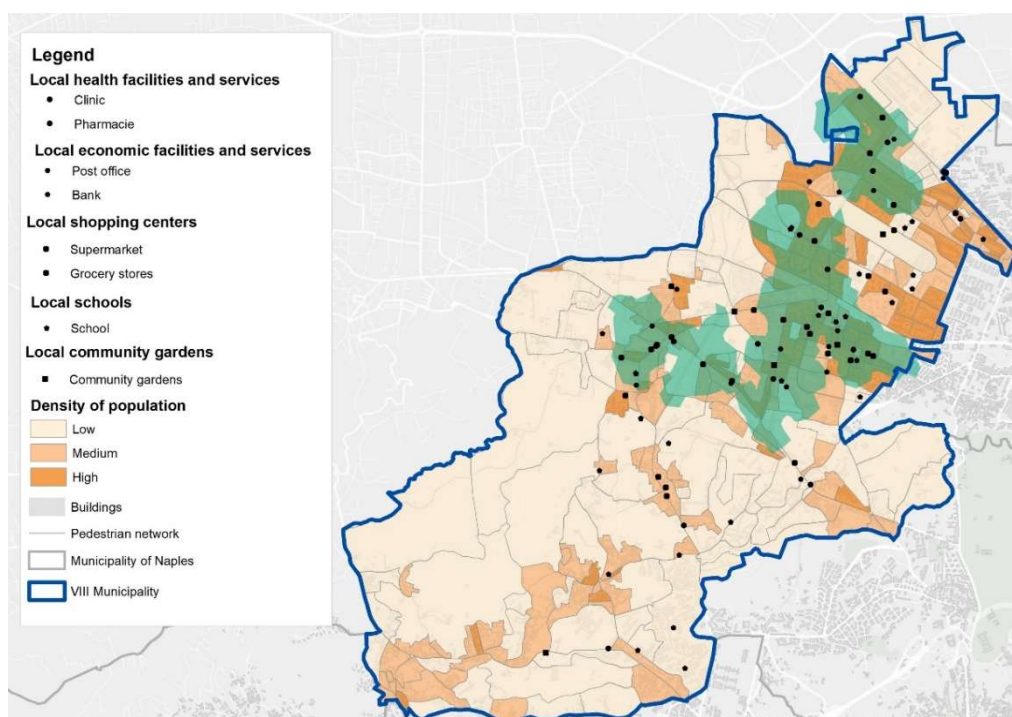 Legend
Local health facilities and services
Clinic
Pharmacie
Local economic facilities and services
Post office
Bank
Local shopping centers
Supermarket
Grocery stores
Local schools
School
Local community gardens
Community gardens
Density of population
Low
Medium
High
Buildings
Pedestrian network
Municipality of Naples
VIII Municipality